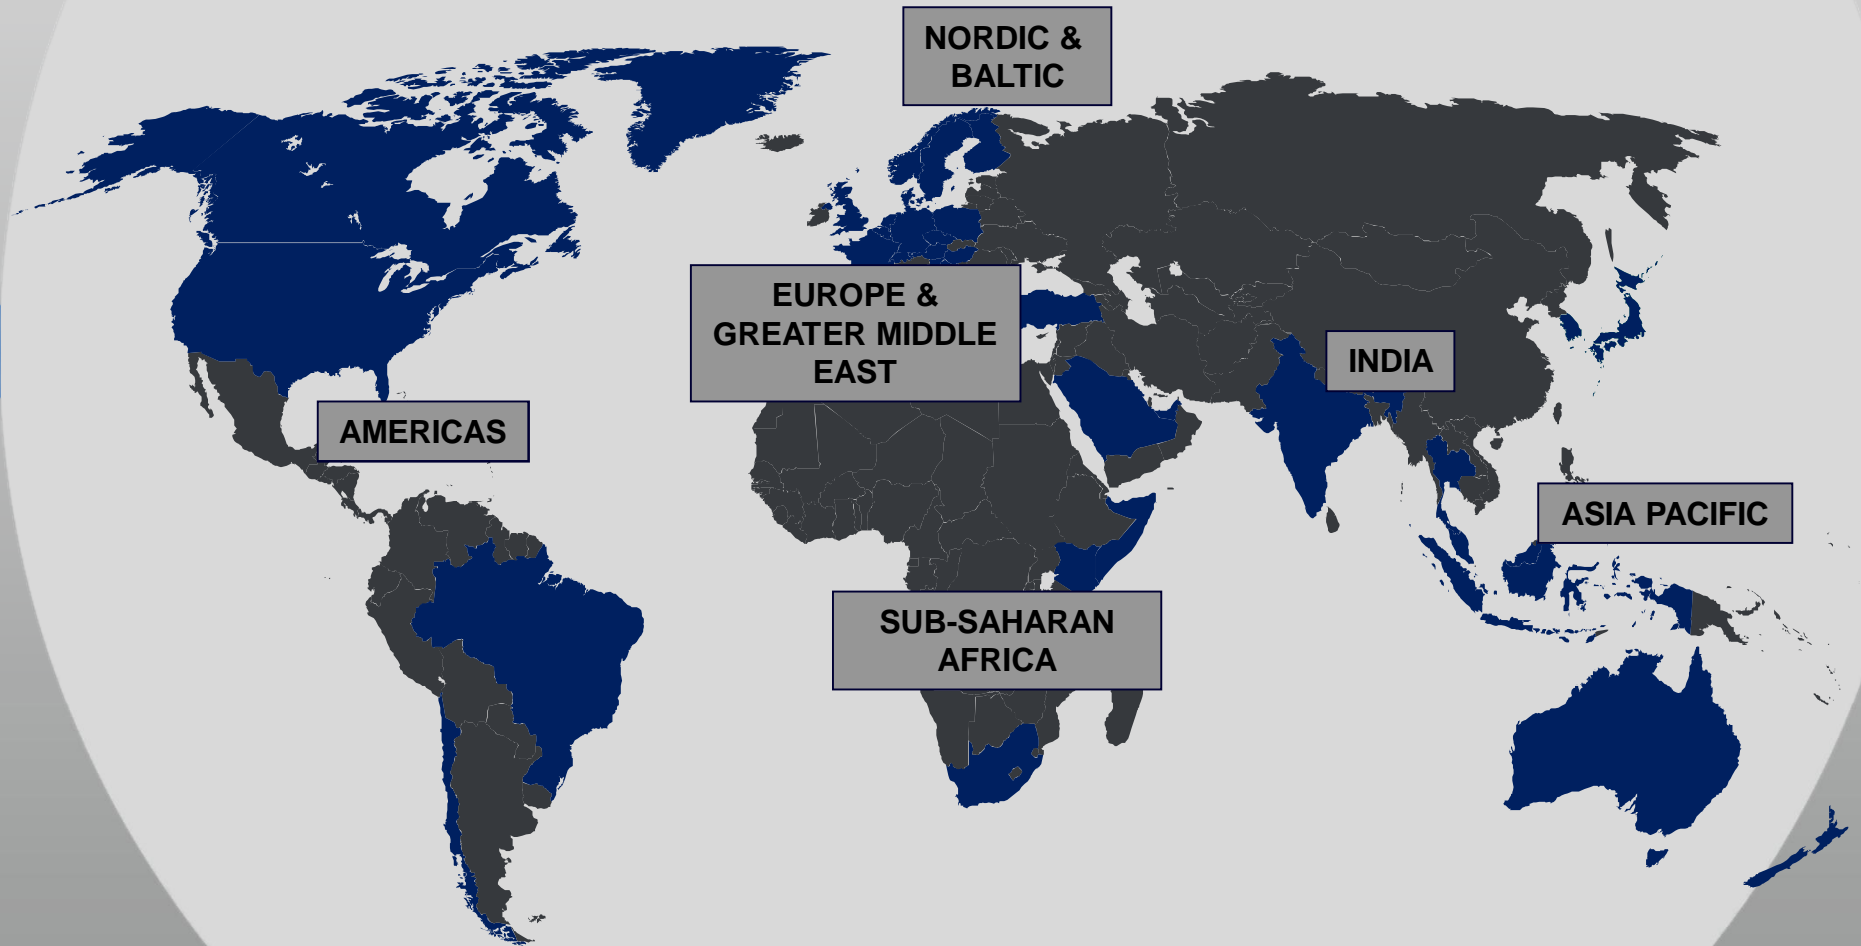 NORDIC &
BALTIC
EUROPE &
GREATER MIDDLE
EAST
INDIA
AMERICAS
ASIA PACIFIC
SUB-SAHARAN
AFRICA